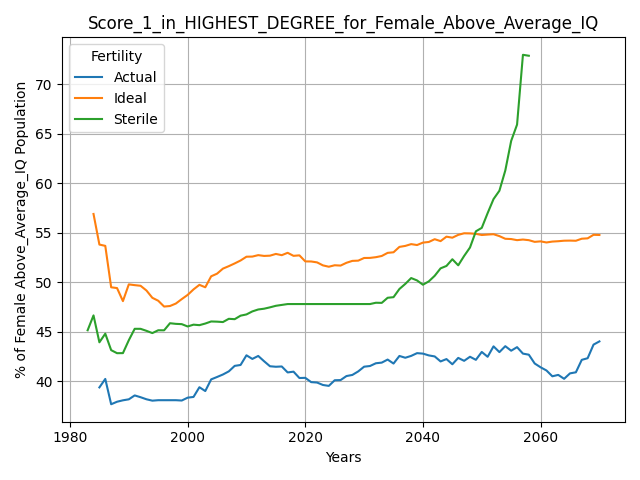 Score_1_in_HIGHEST_DEGREE_for_Female_Above_Average_IQ
Fertility
Actual
Ideal
Sterile
% of Female Above_Average_IQ Population
70
65
60
55
50
45
40
1980
2000
2020
2040
2060
Years